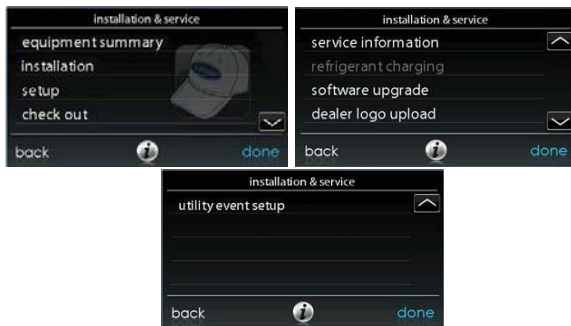 installation & service
equipment summary
installation
setup
check out
back
done
installation & service
service information
refrigerant charging
software upgrade
dealer logo upload
back
done
installation & service
utility event setup
back
done